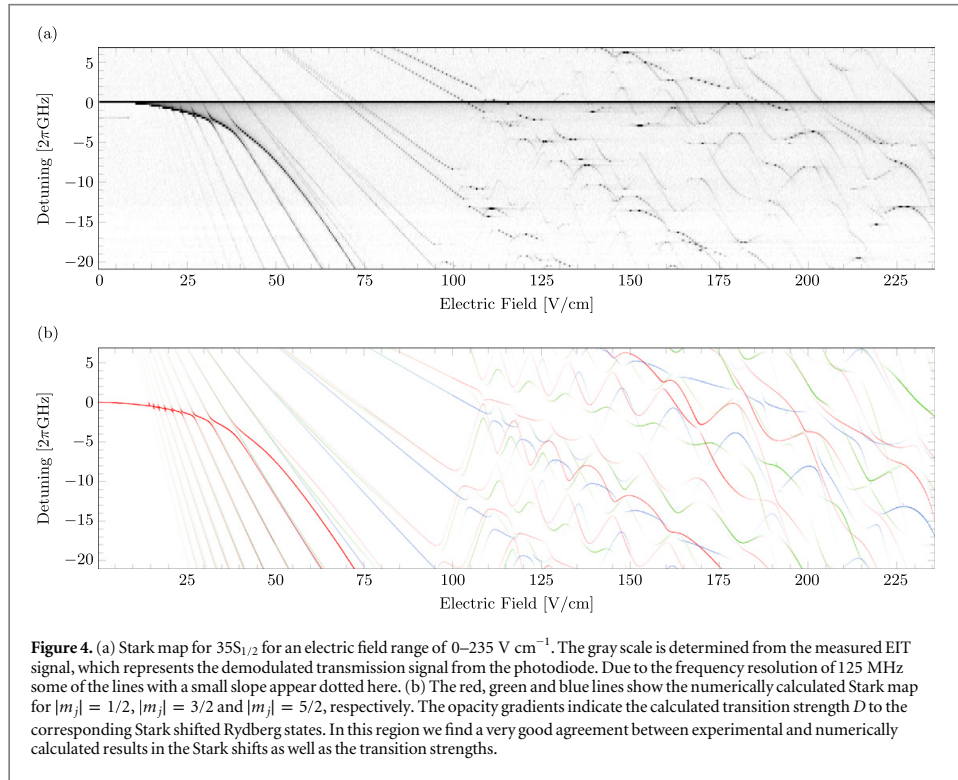 (a)
5
0
−5
−10
−15
−20
Detuning [2πGHz]
0 25 50 75 100 125 150 175 200 225
Electric Field [V/cm]
(b)
5
0
−5
−10
−15
−20
Detuning [2πGHz]
25 50 75 100 125 150 175 200 225
Electric Field [V/cm]
Figure 4. (a) Stark map for 35S1/2 for an electric field range of 0–235 V cm−1. The gray scale is determined from the measured EIT
signal, which represents the demodulated transmission signal from the photodiode. Due to the frequency resolution of 125 MHz
some of the lines with a small slope appear dotted here. (b) The red, green and blue lines show the numerically calculated Stark map
for |mj| = 1/2, |mj| = 3/2 and |mj| = 5/2, respectively. The opacity gradients indicate the calculated transition strength D to the
corresponding Stark shifted Rydberg states. In this region we find a very good agreement between experimental and numerically
calculated results in the Stark shifts as well as the transition strengths.